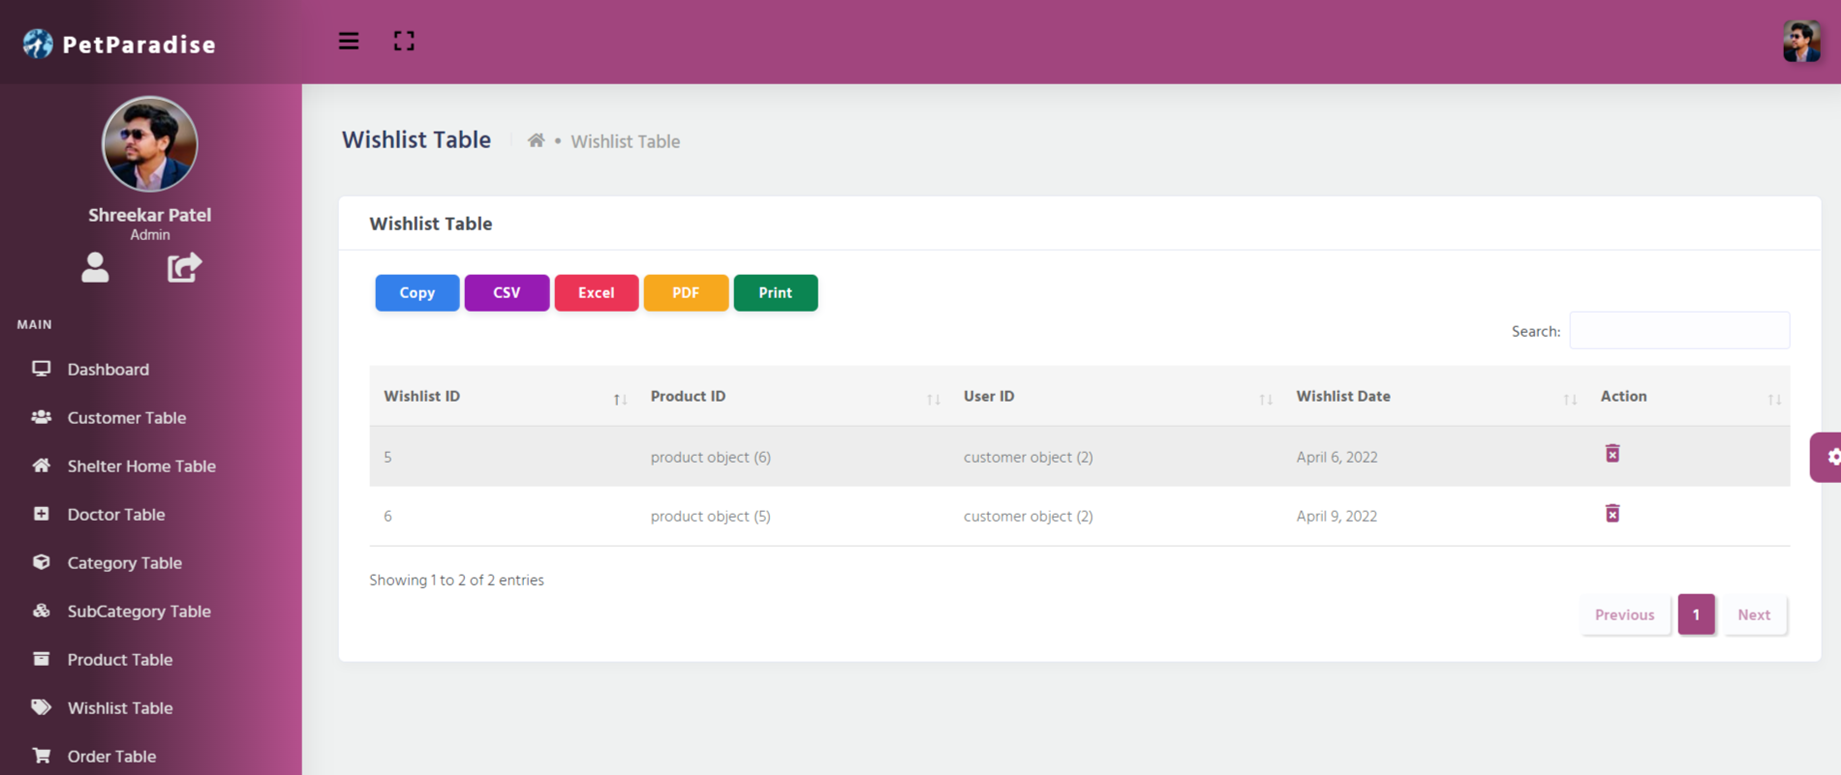 PetParadise
Shreekar Patel
Admin
MAIN
Dashboard
Customer Table
Shelter Home Table
Doctor Table
Category Table
SubCategory Table
Product Table
Wishlist Table
Order Table
Wishlist Table • Wishlist Table
Wishlist Table
Copy CSV Excel PDF Print
Search:
Wishlist ID Product ID User ID Wishlist Date Action
5 product object (6) customer object (2) April 6, 2022
6 product object (5) customer object (2) April 9, 2022
Showing 1 to 2 of 2 entries
Previous 1 Next